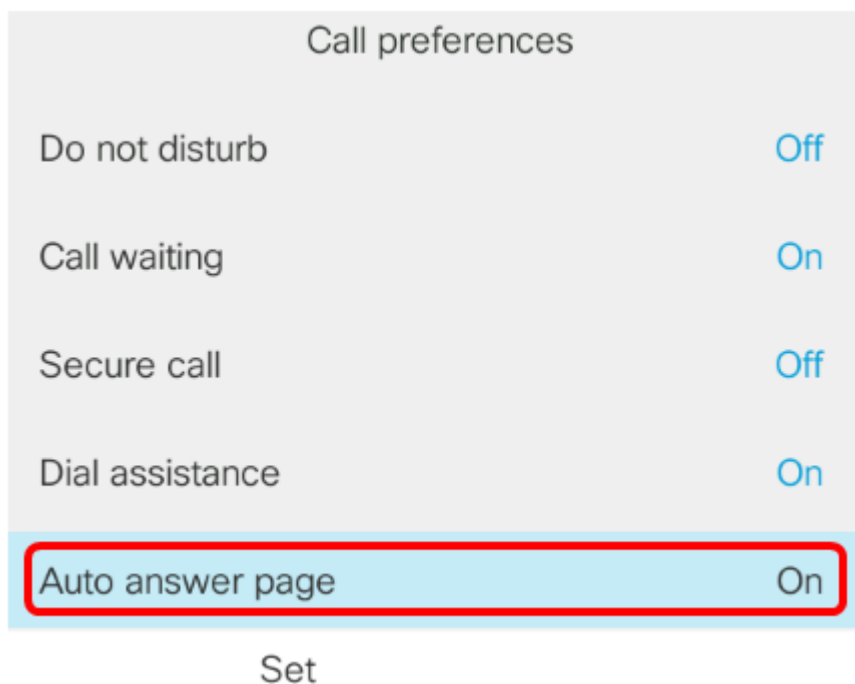 Call preferences
Do not disturb Off
Call waiting On
Secure call Off
Dial assistance On
Auto answer page On
Set